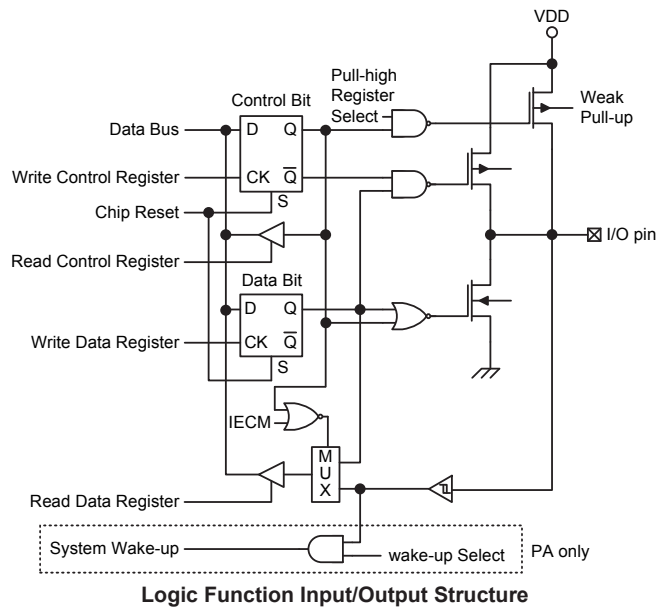 VDD
Pull-high
Register
Select
Control Bit
Weak
Pull-up
Data Bus
D
Q
Write Control Register
CK
Q
S
Chip Reset
I/O pin
Read Control Register
Data Bit
D
Q
Write Data Register
CK
Q
S
IECM
M
U
X
Read Data Register
System Wake-up
wake-up Select
PA only
Logic Function Input/Output Structure